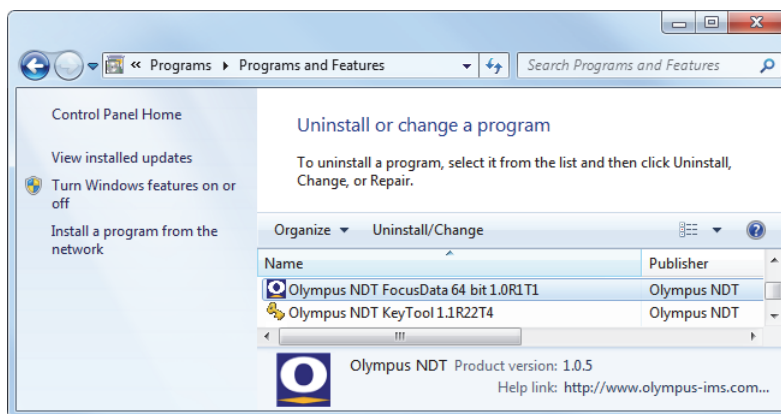 « Programs ▸ Programs and Features
Search Programs and Features
Control Panel Home
View installed updates
Turn Windows features on or
off
Install a program from the
network
Uninstall or change a program
To uninstall a program, select it from the list and then click Uninstall,
Change, or Repair.
Organize Uninstall/Change
Name Publisher
Olympus NDT FocusData 64 bit 1.0R1T1 Olympus NDT
Olympus NDT KeyTool 1.1R22T4 Olympus NDT
Olympus NDT Product version: 1.0.5
Help link: http://www.olympus-ims.com...